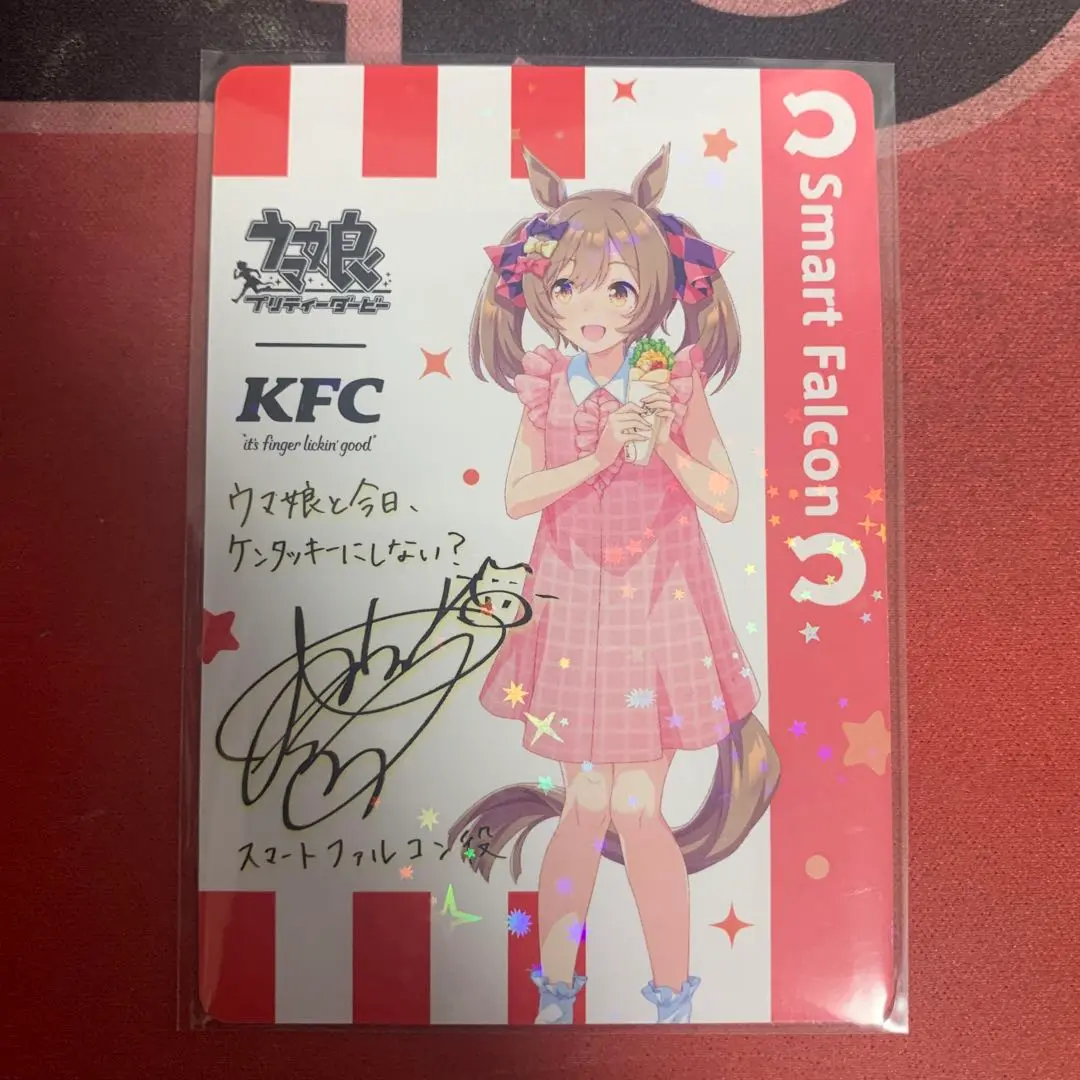 ウマ娘
プリティーダービー
KFC
"it's finger lickin' good"
ウマ娘と今日、
ケンタッキーにしない?
スマートファルコン役
Smart Falcon